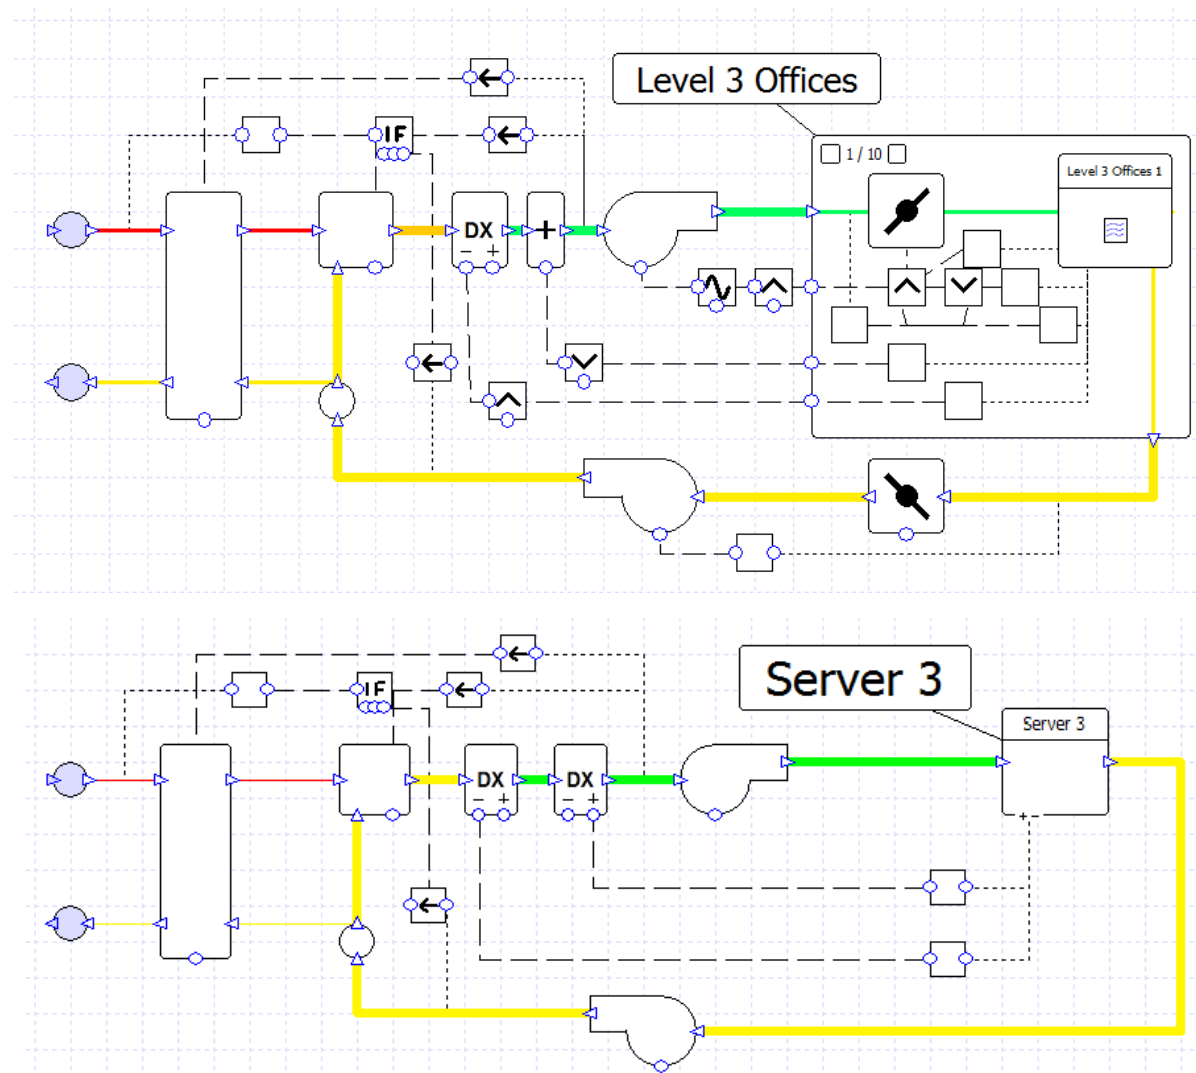 Level 3 Offices
IF
1 / 10
Level 3 Offices 1
DX
- +
+
Server 3
IF
Server 3
DX
- +
DX
- +
+ -